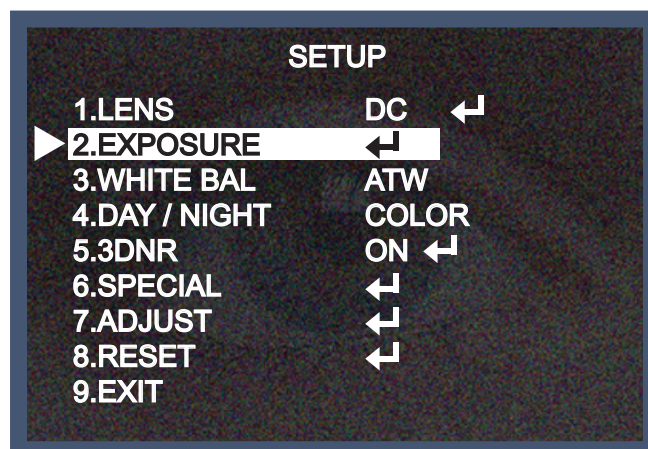 SETUP
1.LENS DC ↵
2.EXPOSURE ↵
3.WHITE BAL ATW
4.DAY / NIGHT COLOR
5.3DNR ON ↵
6.SPECIAL ↵
7.ADJUST ↵
8.RESET ↵
9.EXIT